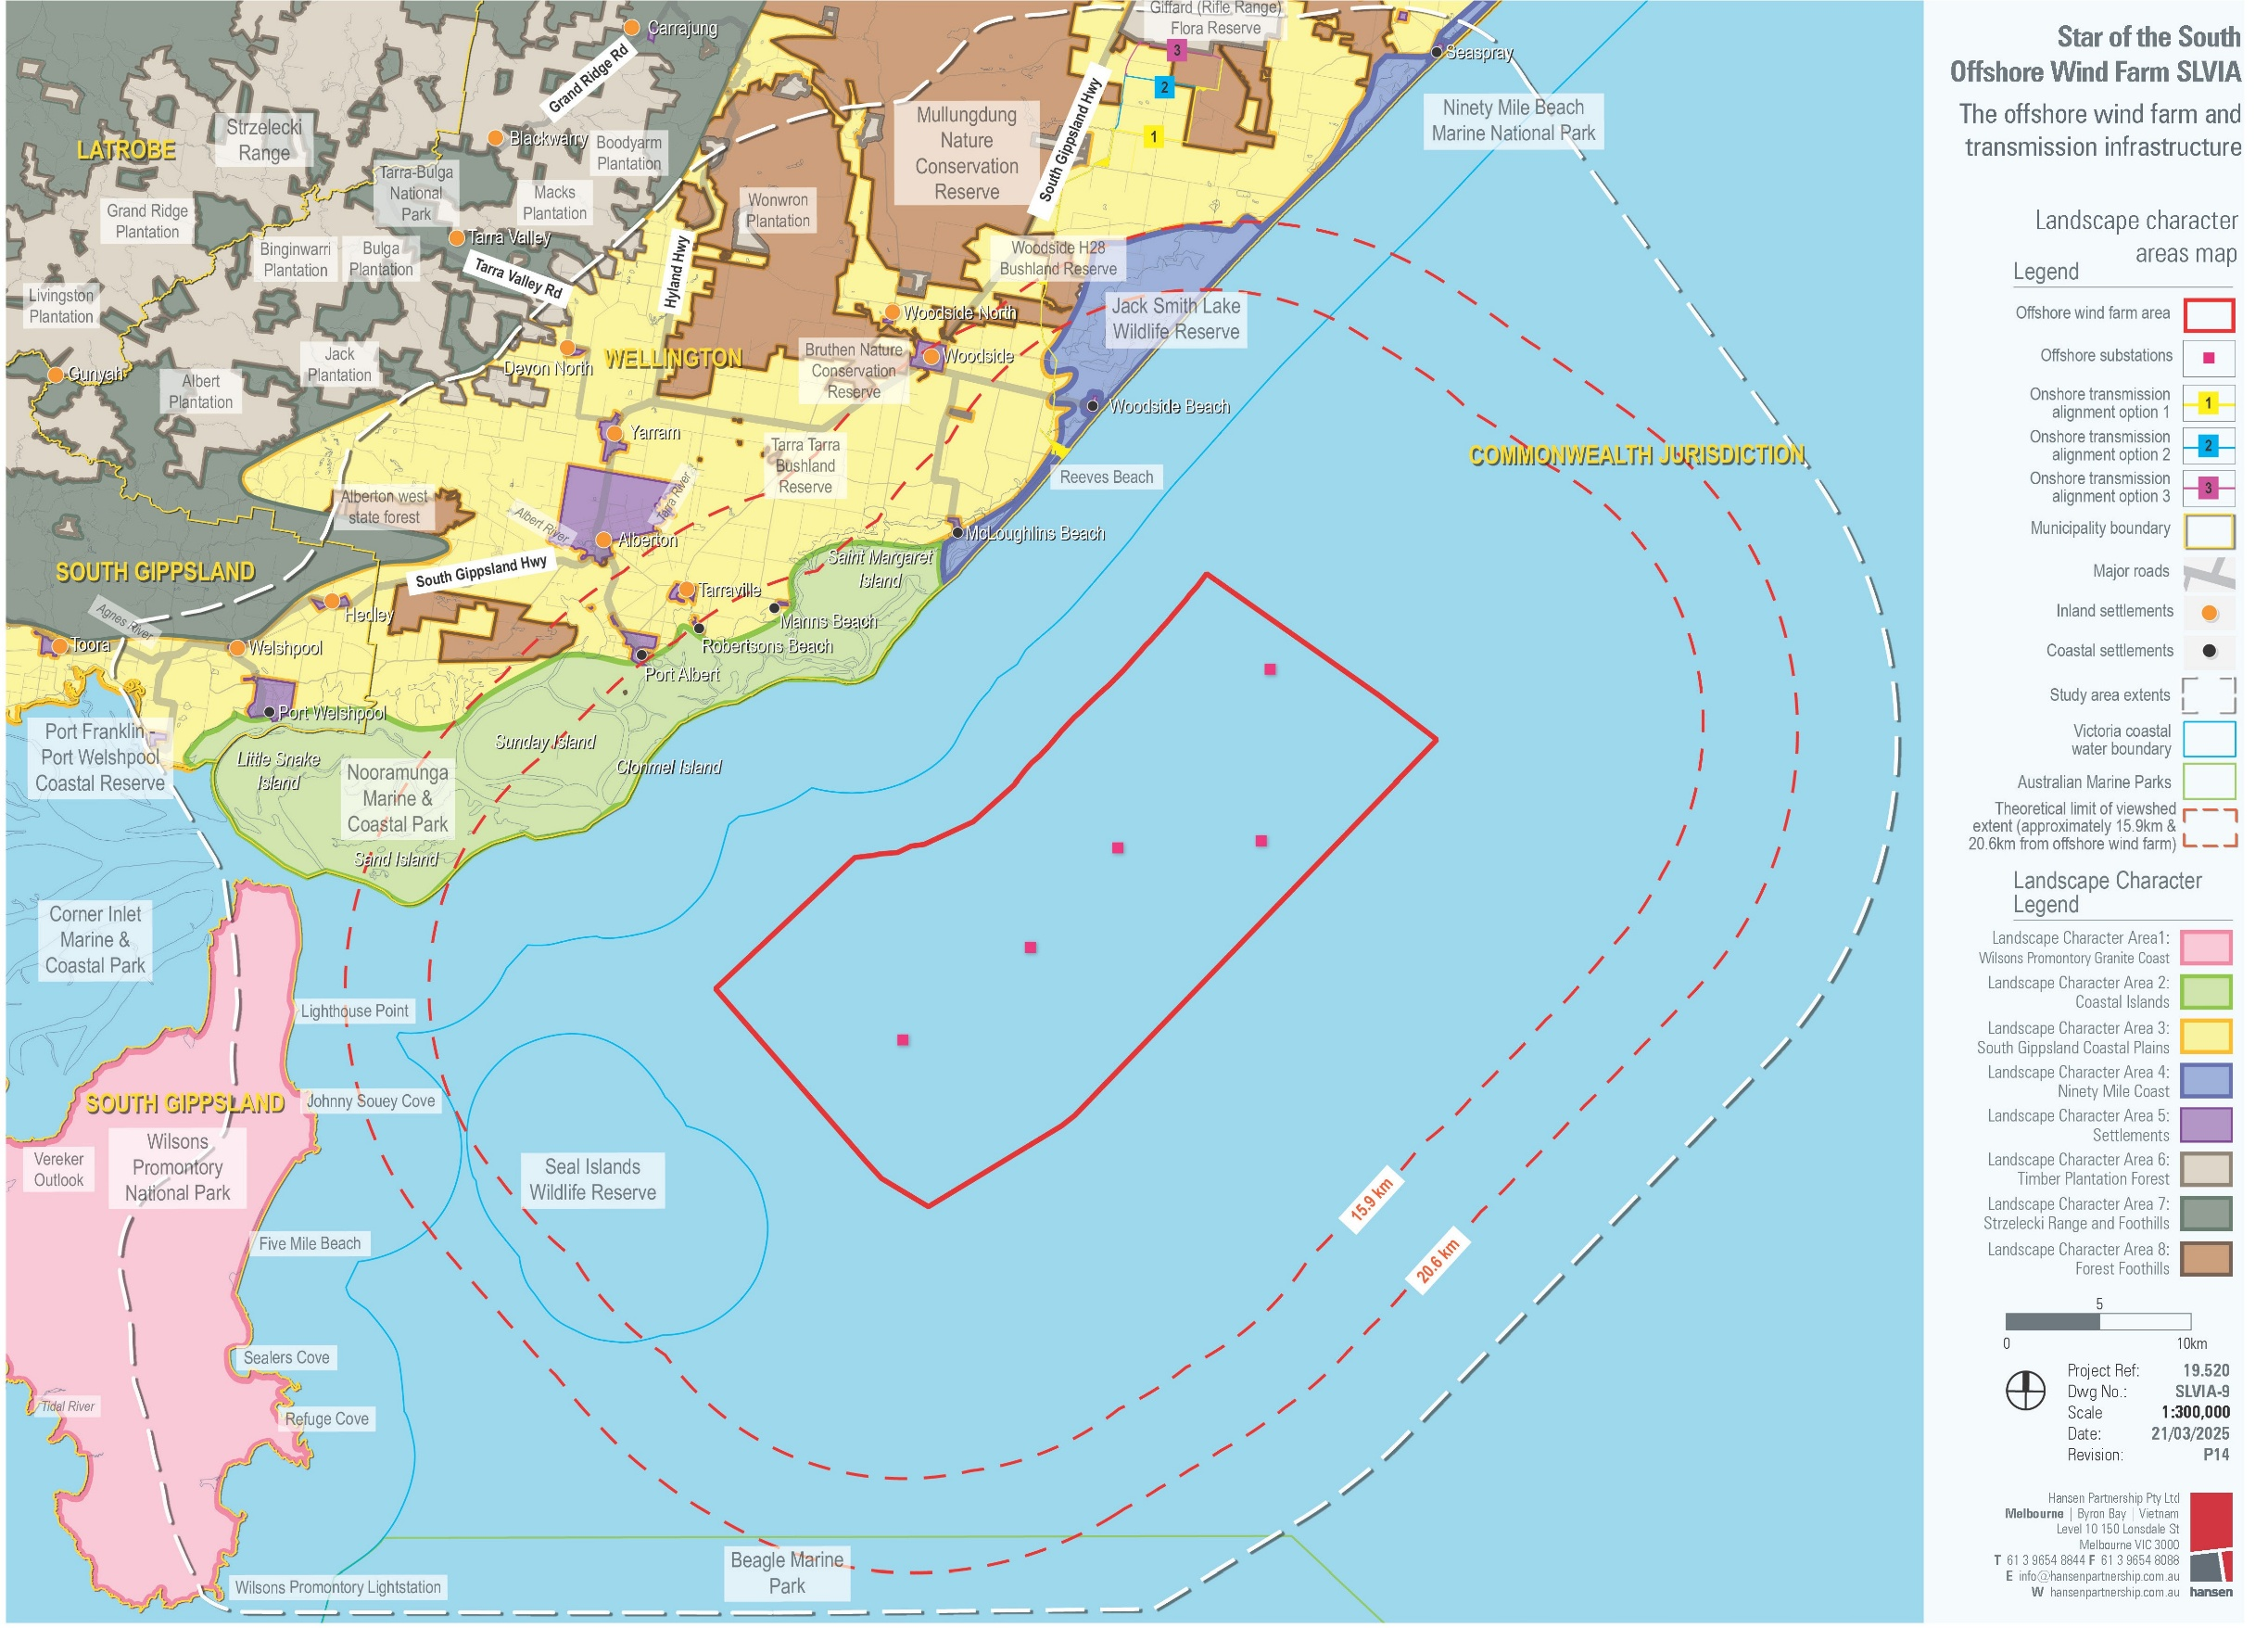 Star of the South
Offshore Wind Farm SLVIA
The offshore wind farm and
transmission infrastructure
Landscape character
areas map
Legend
Offshore wind farm area
Offshore substations
Onshore transmission
alignment option 1
1
Onshore transmission
alignment option 2
2
Onshore transmission
alignment option 3
3
Municipality boundary
Major roads
Inland settlements
Coastal settlements
Study area extents
Victoria coastal
water boundary
Australian Marine Parks
Theoretical limit of viewshed
extent (approximately 15.9km &
20.6km from offshore wind farm)
Landscape Character
Legend
Landscape Character Area1:
Wilsons Promontory Granite Coast
Landscape Character Area 2:
Coastal Islands
Landscape Character Area 3:
South Gippsland Coastal Plains
Landscape Character Area 4:
Ninety Mile Coast
Landscape Character Area 5:
Settlements
Landscape Character Area 6:
Timber Plantation Forest
Landscape Character Area 7:
Strzelecki Range and Foothills
Landscape Character Area 8:
Forest Foothills
5
0 10km
Project Ref: 19.520
Dwg No.: SLVIA-9
Scale 1:300,000
Date: 21/03/2025
Revision: P14
Hansen Partnership Pty Ltd
Melbourne | Byron Bay | Vietnam
Level 10 150 Lonsdale St
Melbourne VIC 3000
T 61 3 9654 8844 F 61 3 9654 8088
E info@hansenpartnership.com.au
W hansenpartnership.com.au
hansen
Carrajung
Grand Ridge Rd
Giffard (Rifle Range)
Flora Reserve
3
2
1
Seaspray
Ninety Mile Beach
Marine National Park
LATROBE
Strzelecki
Range
Blackwarry
Boodyarm
Plantation
Mullungdung
Nature
Conservation
Reserve
South Gippsland Hwy
Tarra-Bulga
National
Park
Macks
Plantation
Grand Ridge
Plantation
Wonwron
Plantation
Tarra Valley
Binginwarri
Plantation
Bulga
Plantation
Tarra Valley Rd
Hyland Hwy
Woodside H28
Bushland Reserve
Livingston
Plantation
Woodside North
Jack Smith Lake
Wildlife Reserve
Jack
Plantation
Devon North
WELLINGTON
Bruthen Nature
Conservation
Reserve
Woodside
Gunyah
Albert
Plantation
Woodside Beach
Yarram
Tarra Tarra
Bushland
Reserve
COMMONWEALTH JURISDICTION
Reeves Beach
Alberton west
state forest
Albert River
Tarra River
Alberton
McLoughlins Beach
SOUTH GIPPSLAND
South Gippsland Hwy
Saint Margaret
Island
Tarraville
Agnes River
Hedley
Manns Beach
Toora
Welshpool
Robertsons Beach
Port Albert
Port Welshpool
Port Franklin -
Port Welshpool
Coastal Reserve
Little Snake
Island
Sunday Island
Clonmel Island
Nooramunga
Marine &
Coastal Park
Sand Island
Corner Inlet
Marine &
Coastal Park
Lighthouse Point
SOUTH GIPPSLAND
Johnny Souey Cove
Vereker
Outlook
Wilsons
Promontory
National Park
Seal Islands
Wildlife Reserve
15.9 km
20.6 km
Five Mile Beach
Sealers Cove
Tidal River
Refuge Cove
Beagle Marine
Park
Wilsons Promontory Lightstation